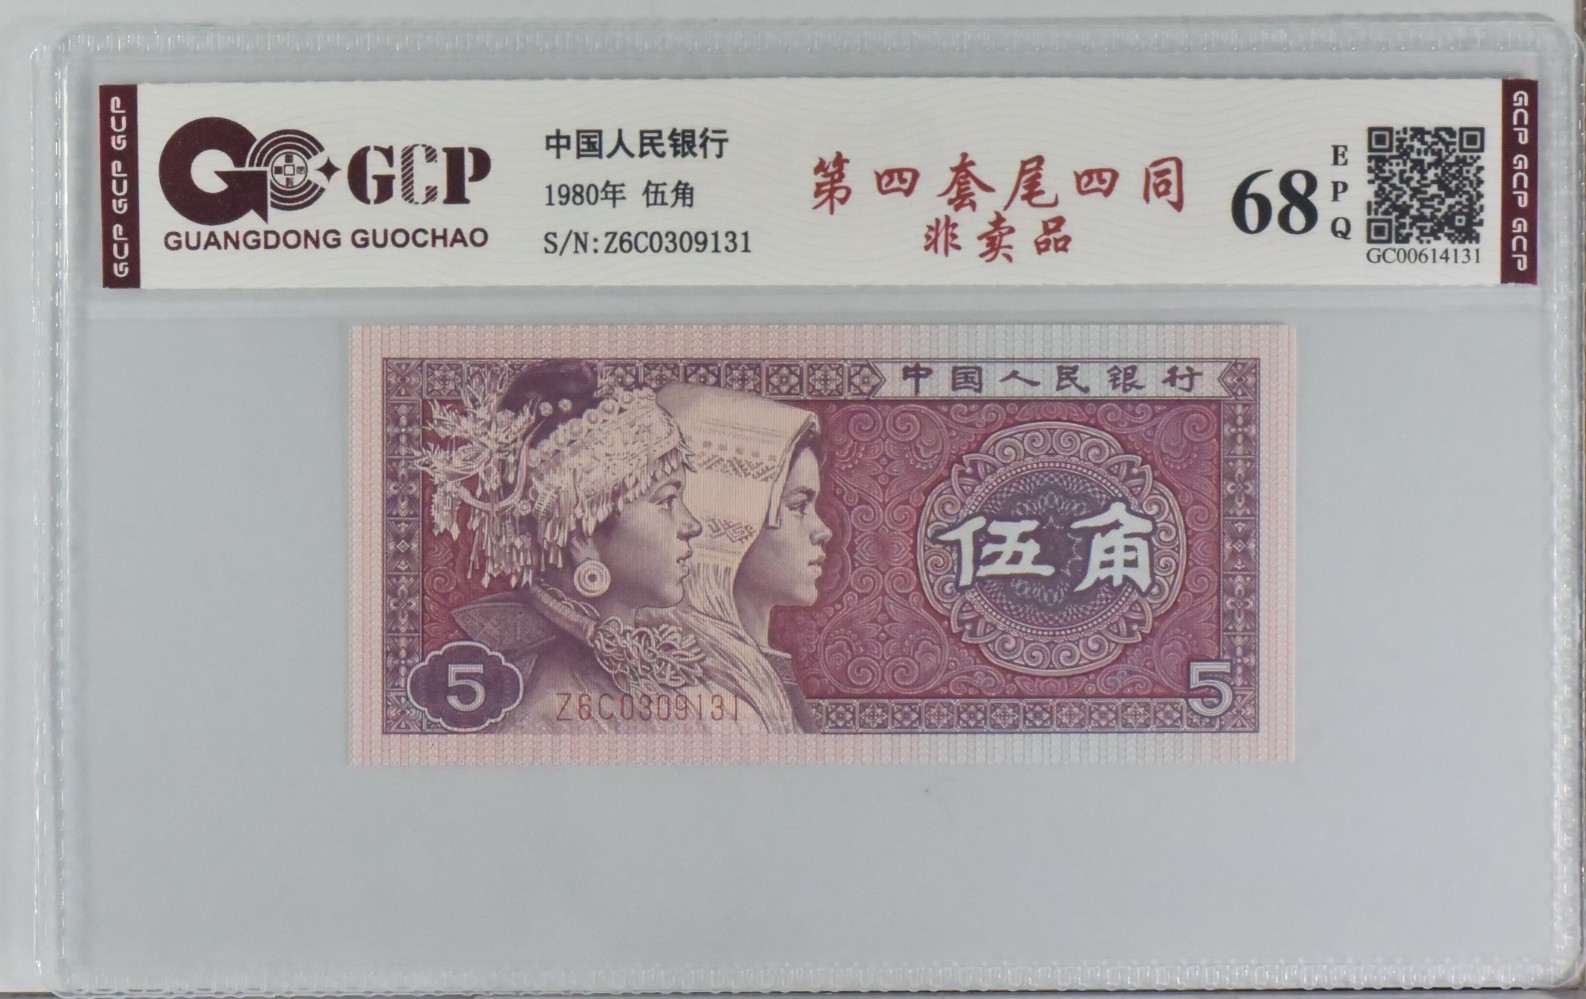 GCP GCP GCP
GCP
GUANGDONG GUOCHAO
中国人民银行
1980年 伍角
S/N:Z6C0309131
第四套尾四同
非卖品
68
EPQ
GC00614131
GCP GCP GCP
中国人民银行
伍角
5
Z6C0309131
5